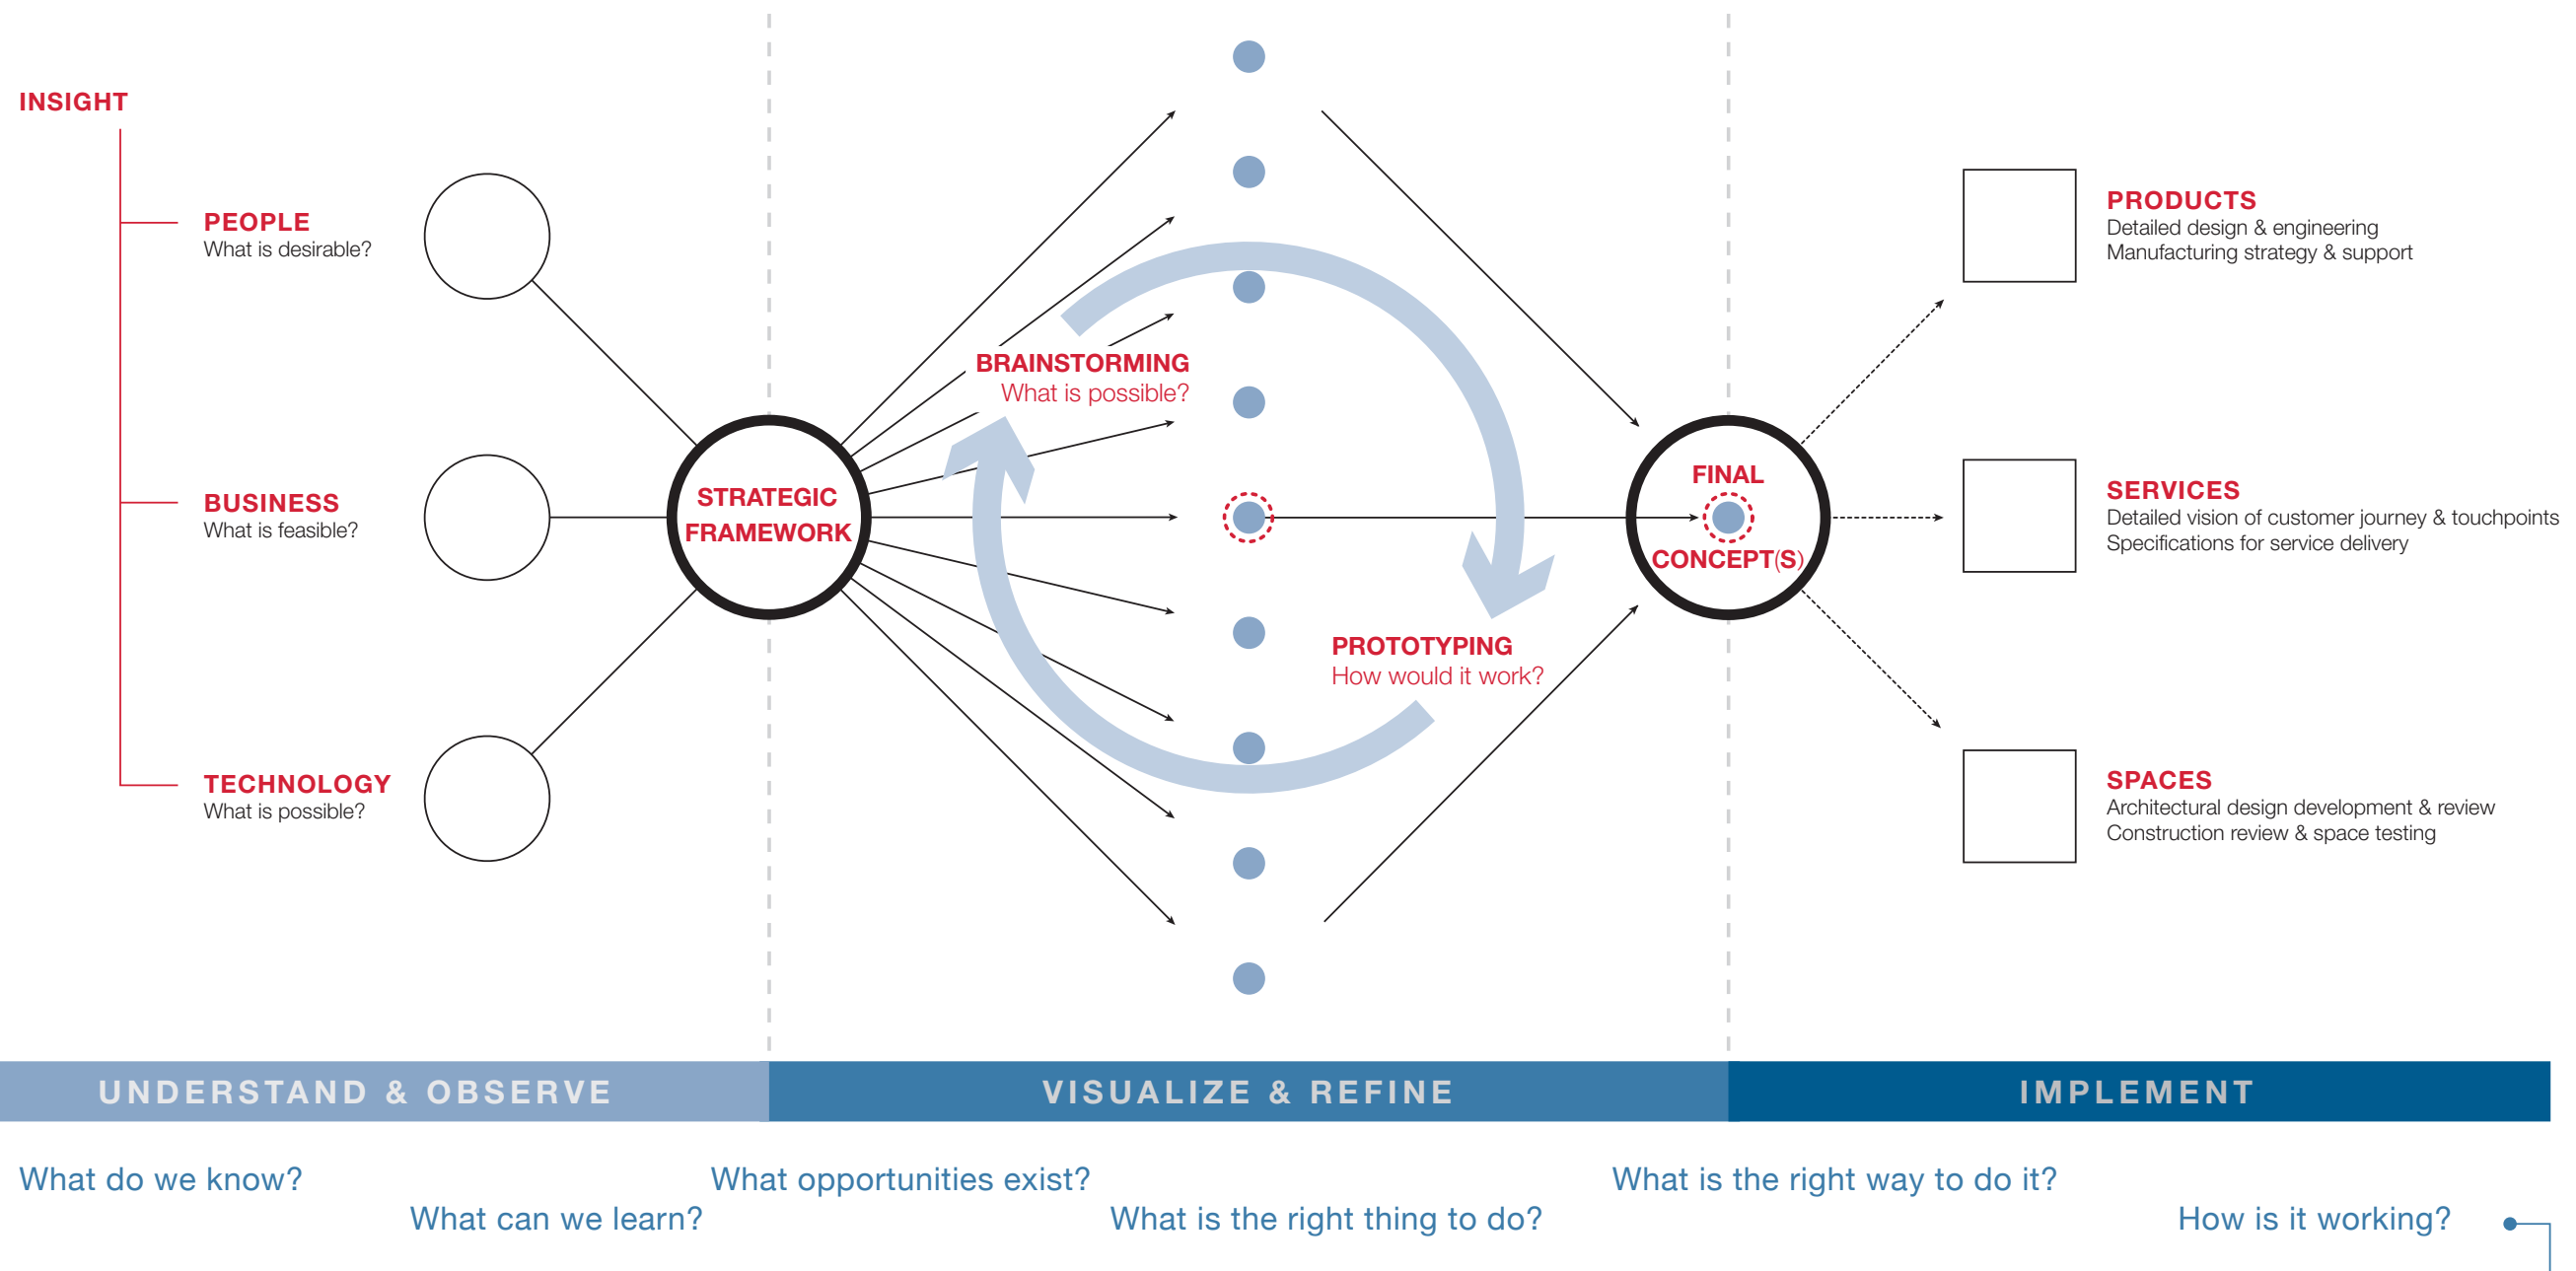 INSIGHT
PEOPLE
What is desirable?
BUSINESS
What is feasible?
TECHNOLOGY
What is possible?
STRATEGIC
FRAMEWORK
BRAINSTORMING
What is possible?
PROTOTYPING
How would it work?
FINAL
CONCEPT(S)
PRODUCTS
Detailed design & engineering
Manufacturing strategy & support
SERVICES
Detailed vision of customer journey & touchpoints
Specifications for service delivery
SPACES
Architectural design development & review
Construction review & space testing
UNDERSTAND & OBSERVE
VISUALIZE & REFINE
IMPLEMENT
What do we know?
What can we learn?
What opportunities exist?
What is the right thing to do?
What is the right way to do it?
How is it working?